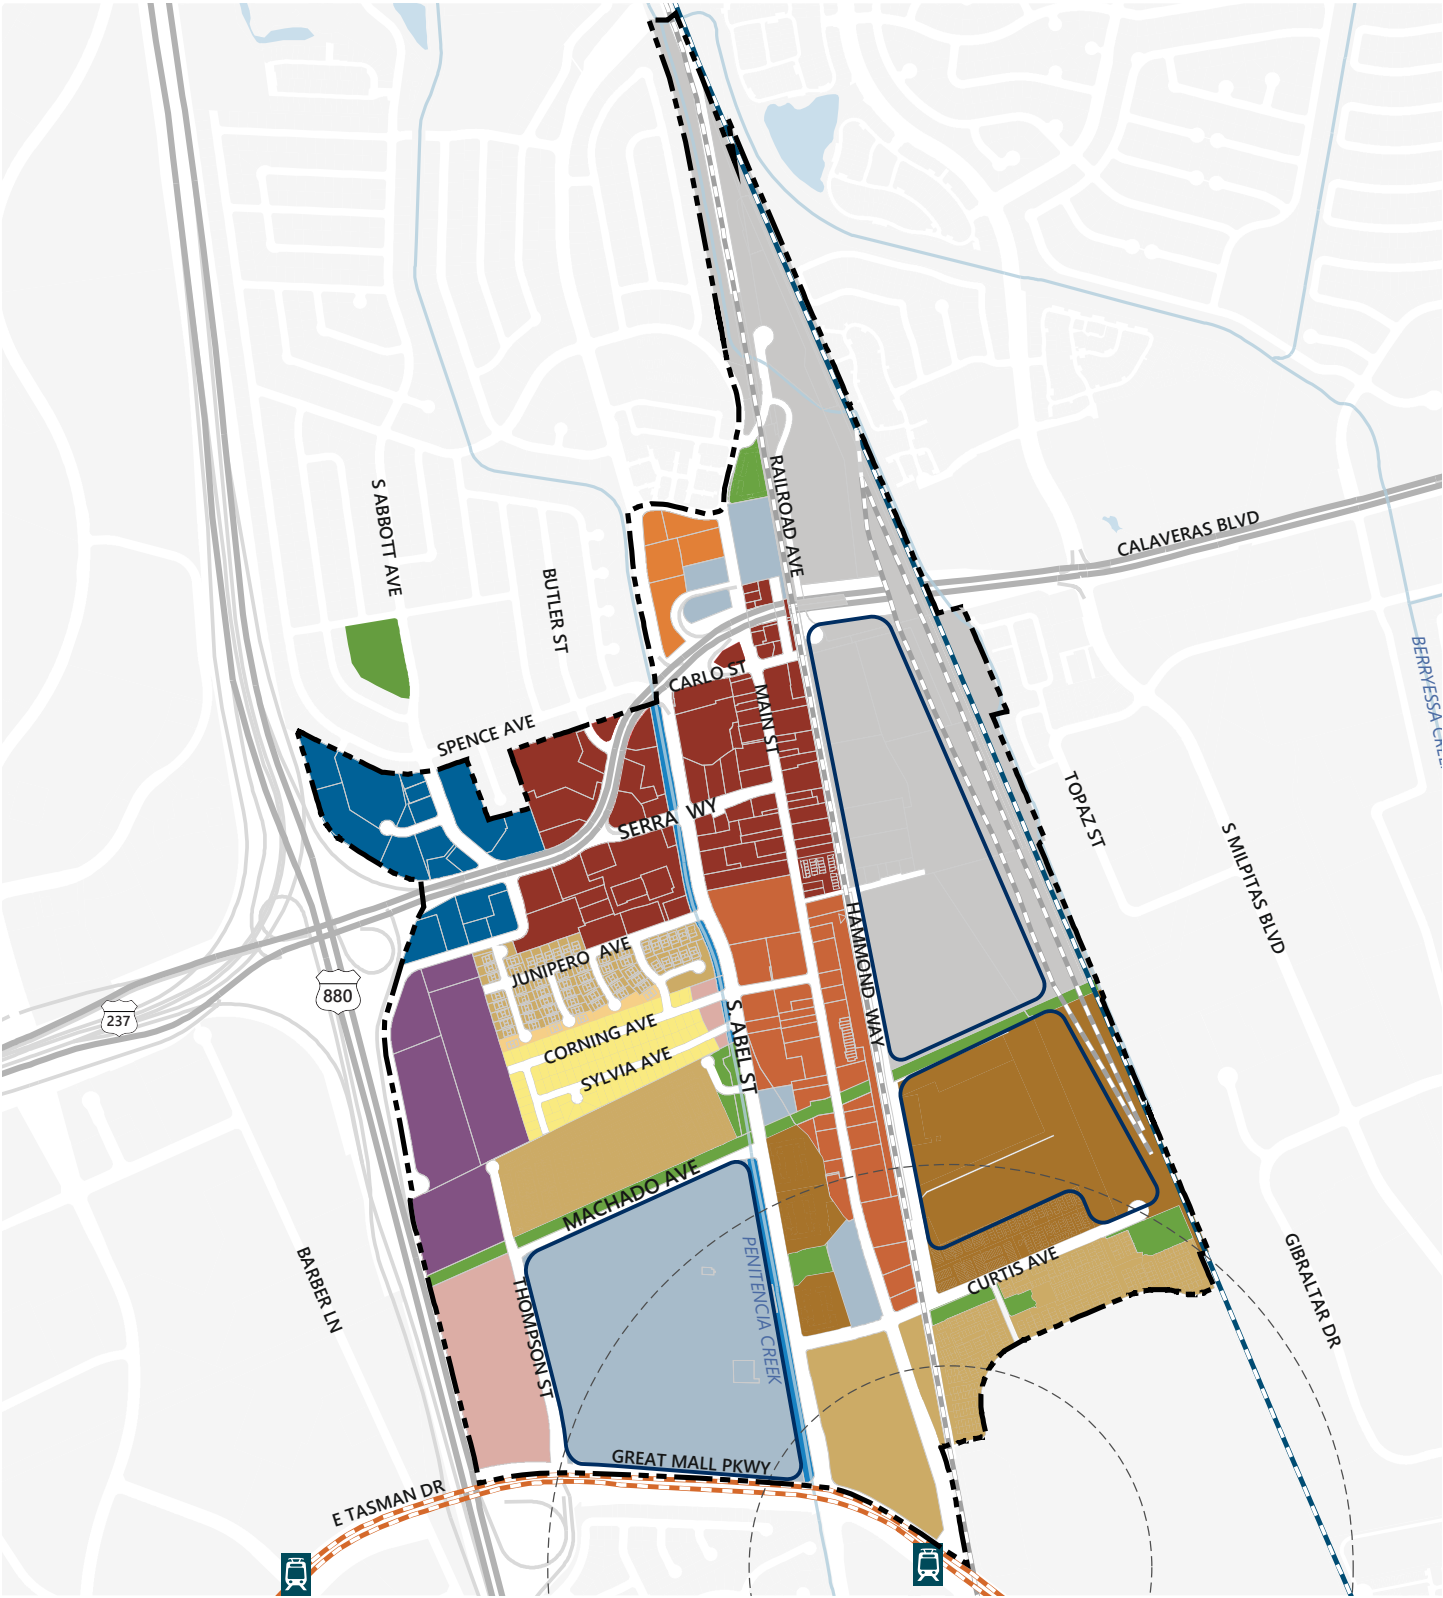 RAILROAD AVE
S ABBOTT AVE
CALAVERAS BLVD
BUTLER ST
BERRYESSA CREE
CARLO ST
MAIN ST
SPENCE AVE
TOPAZ ST
SERRA WY
S MILPITAS BLVD
HAMMOND WAY
JUNIPERO AVE
880
237
S. ABEL ST
CORNING AVE
SYLVIA AVE
MACHADO AVE
PENITENCIA CREEK
GIBRALTAR DR
BARBER LN
CURTIS AVE
THOMPSON ST
GREAT MALL PKWY
E TASMAN DR